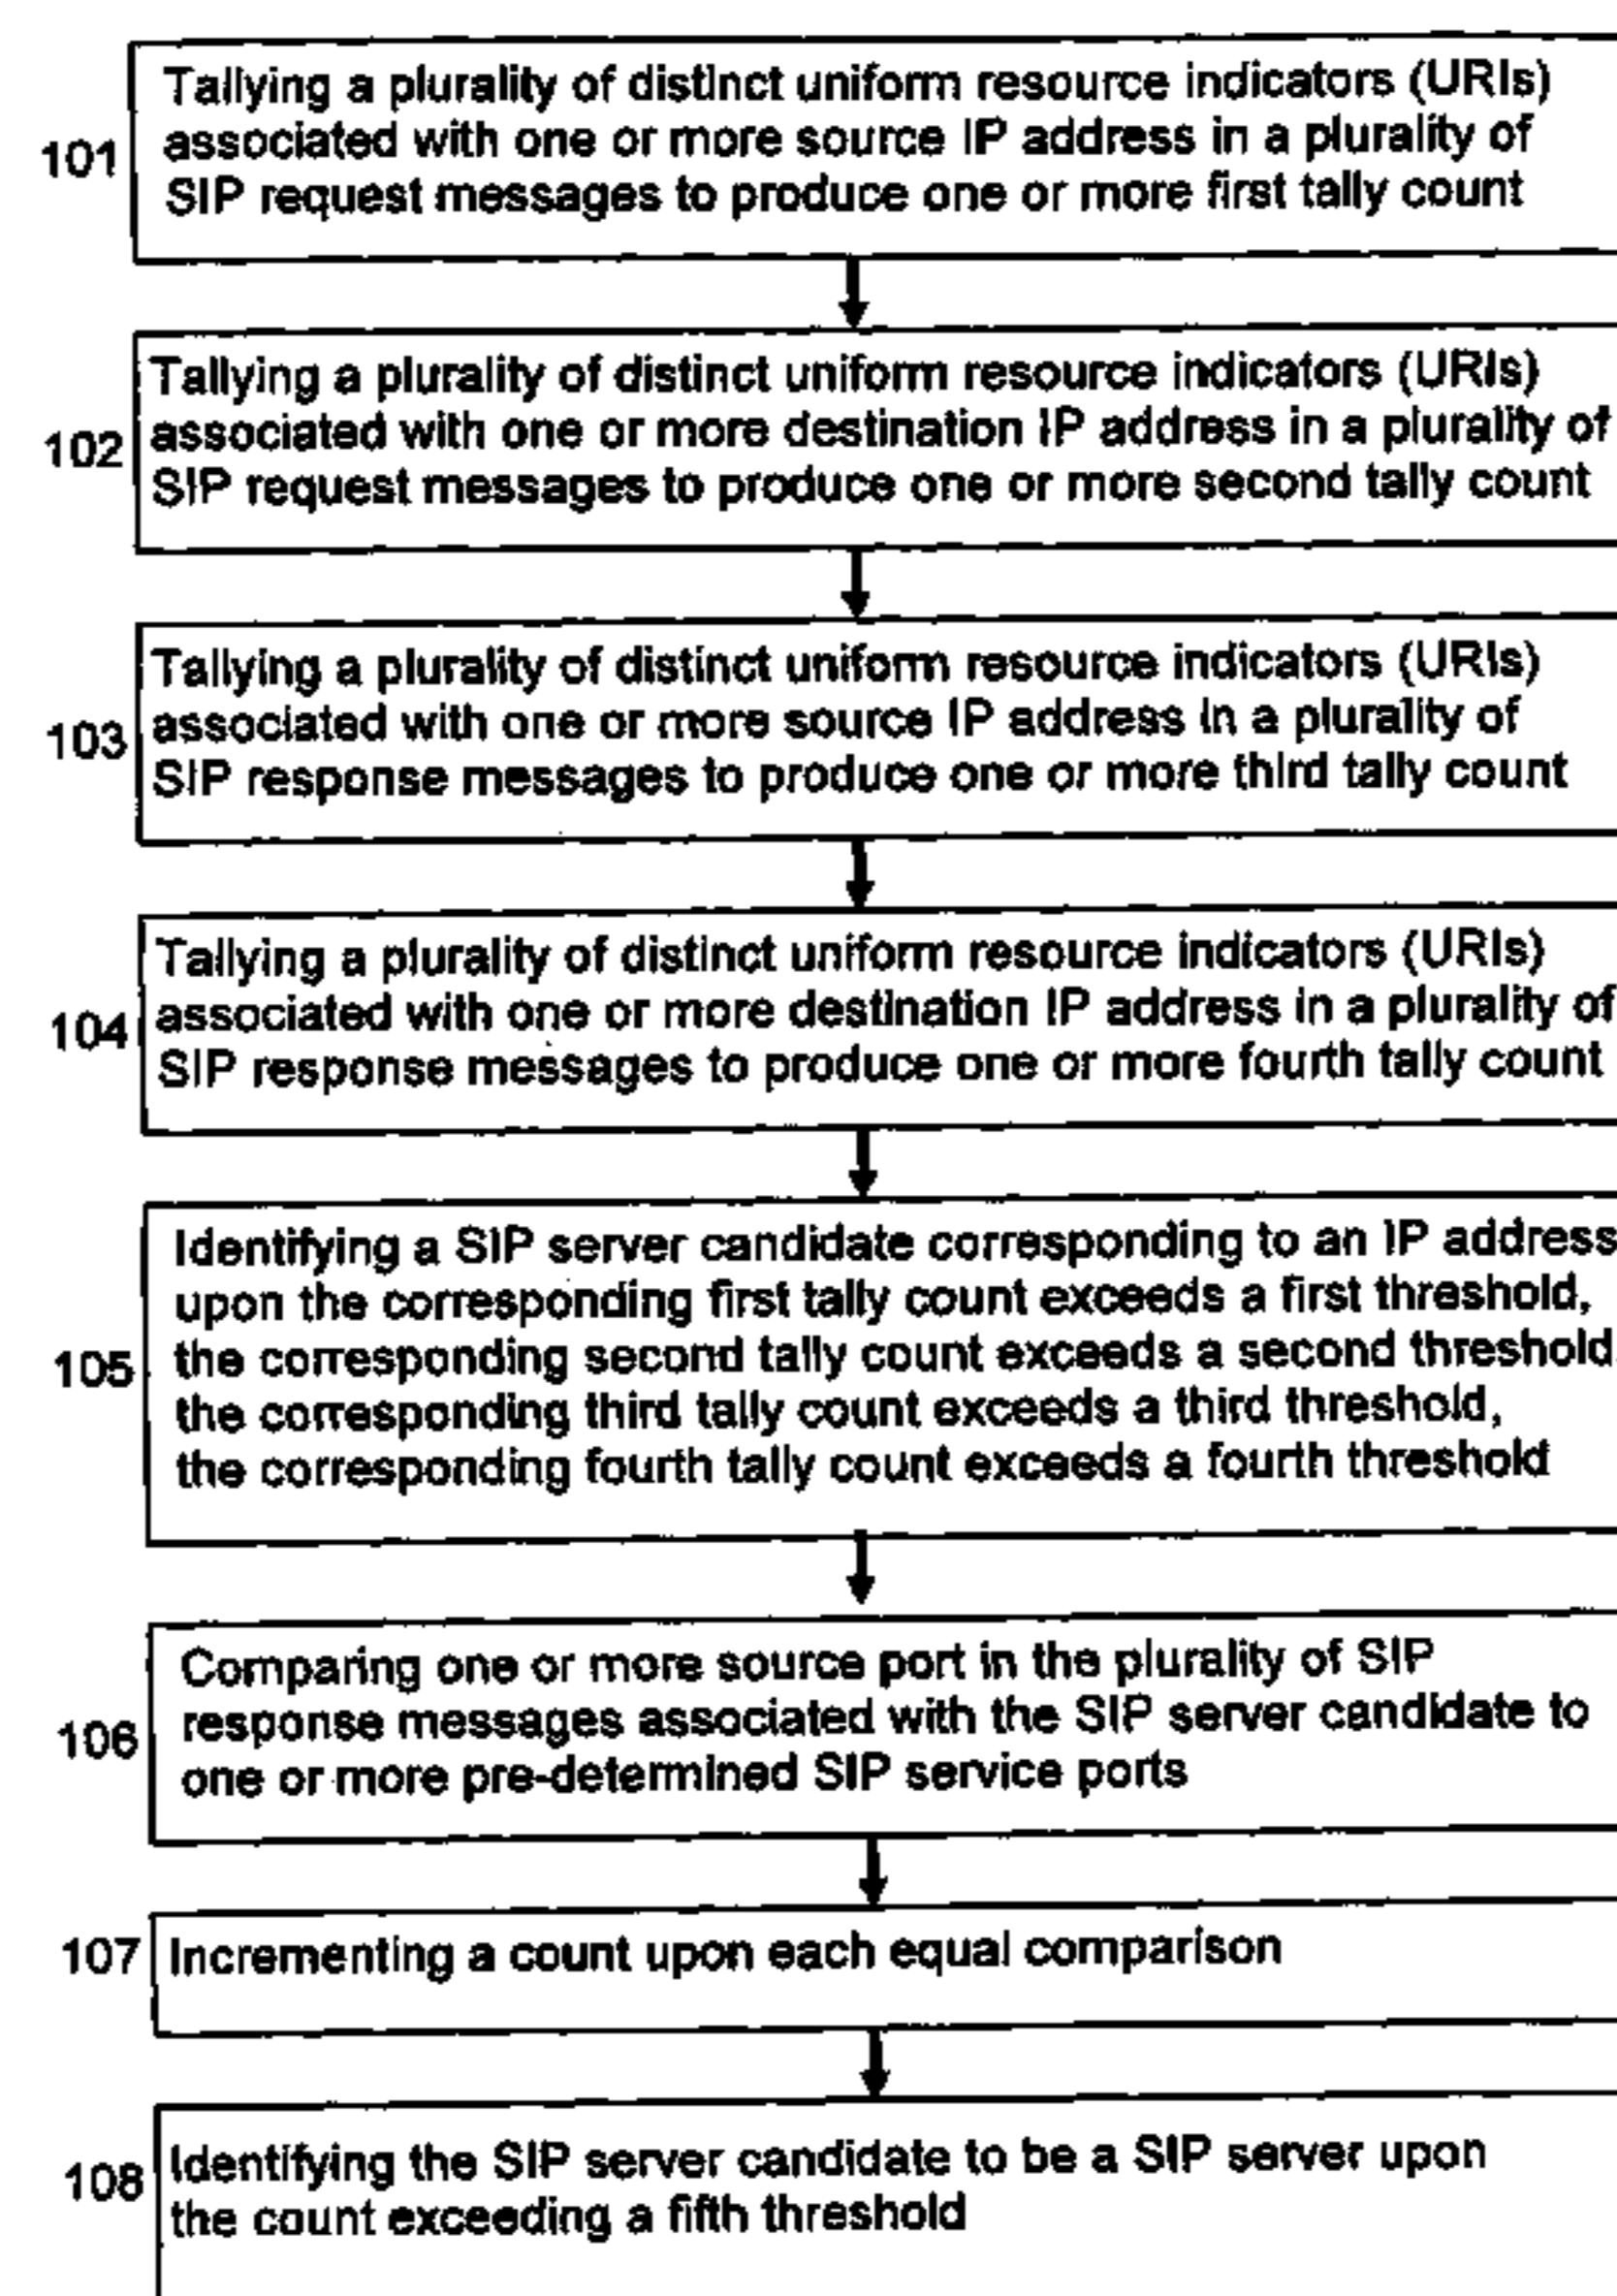 Tallying a plurality of distinct uniform resource indicators (URIs)
101 associated with one or more source IP address in a plurality of
SIP request messages to produce one or more first tally count
Tallying a plurality of distinct uniform resource indicators (URIs)
102 associated with one or more destination IP address in a plurality of
SIP request messages to produce one or more second tally count
Tallying a plurality of distinct uniform resource indicators (URIs)
103 associated with one or more source IP address in a plurality of
SIP response messages to produce one or more third tally count
Tallying a plurality of distinct uniform resource indicators (URIs)
104 associated with one or more destination IP address in a plurality of
SIP response messages to produce one or more fourth tally count
Identifying a SIP server candidate corresponding to an IP address
upon the corresponding first tally count exceeds a first threshold,
105 the corresponding second tally count exceeds a second threshold,
the corresponding third tally count exceeds a third threshold,
the corresponding fourth tally count exceeds a fourth threshold
Comparing one or more source port in the plurality of SIP
106 response messages associated with the SIP server candidate to
one or more pre-determined SIP service ports
107 Incrementing a count upon each equal comparison
108 Identifying the SIP server candidate to be a SIP server upon
the count exceeding a fifth threshold